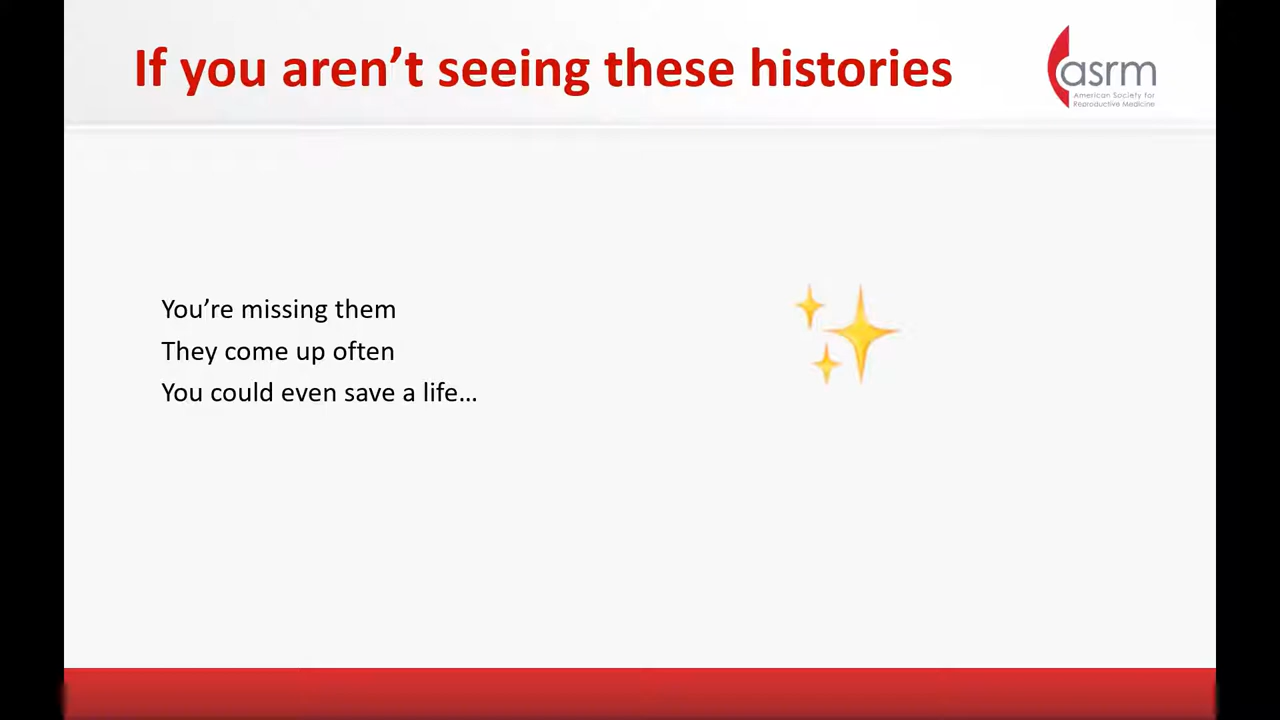 If you aren't seeing these histories
asrm
American Society for
Reproductive Medicine
You're missing them
They come up often
You could even save a life…